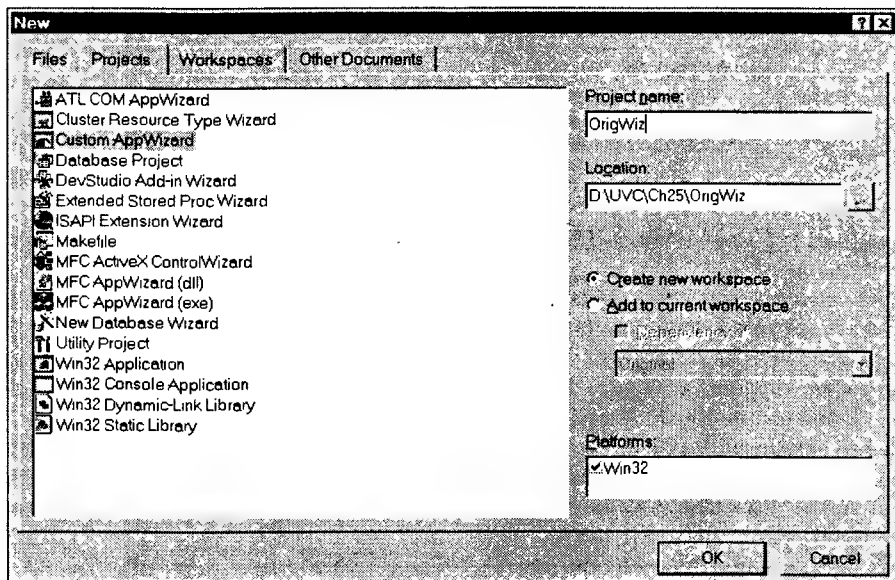 New
Files Projects Workspaces Other Documents
ATL COM AppWizard
Cluster Resource Type Wizard
Custom AppWizard
Database Project
DevStudio Add-in Wizard
Extended Stored Proc Wizard
ISAPI Extension Wizard
Makefile
MFC ActiveX ControlWizard
MFC AppWizard (dll)
MFC AppWizard (exe)
New Database Wizard
Utility Project
Win32 Application
Win32 Console Application
Win32 Dynamic-Link Library
Win32 Static Library
Project name:
OrigWiz
Location:
D:\UVC\Ch25\OrigWiz
Create new workspace
Add to current workspace
Dependency of
Original
Platforms:
Win32
OK Cancel